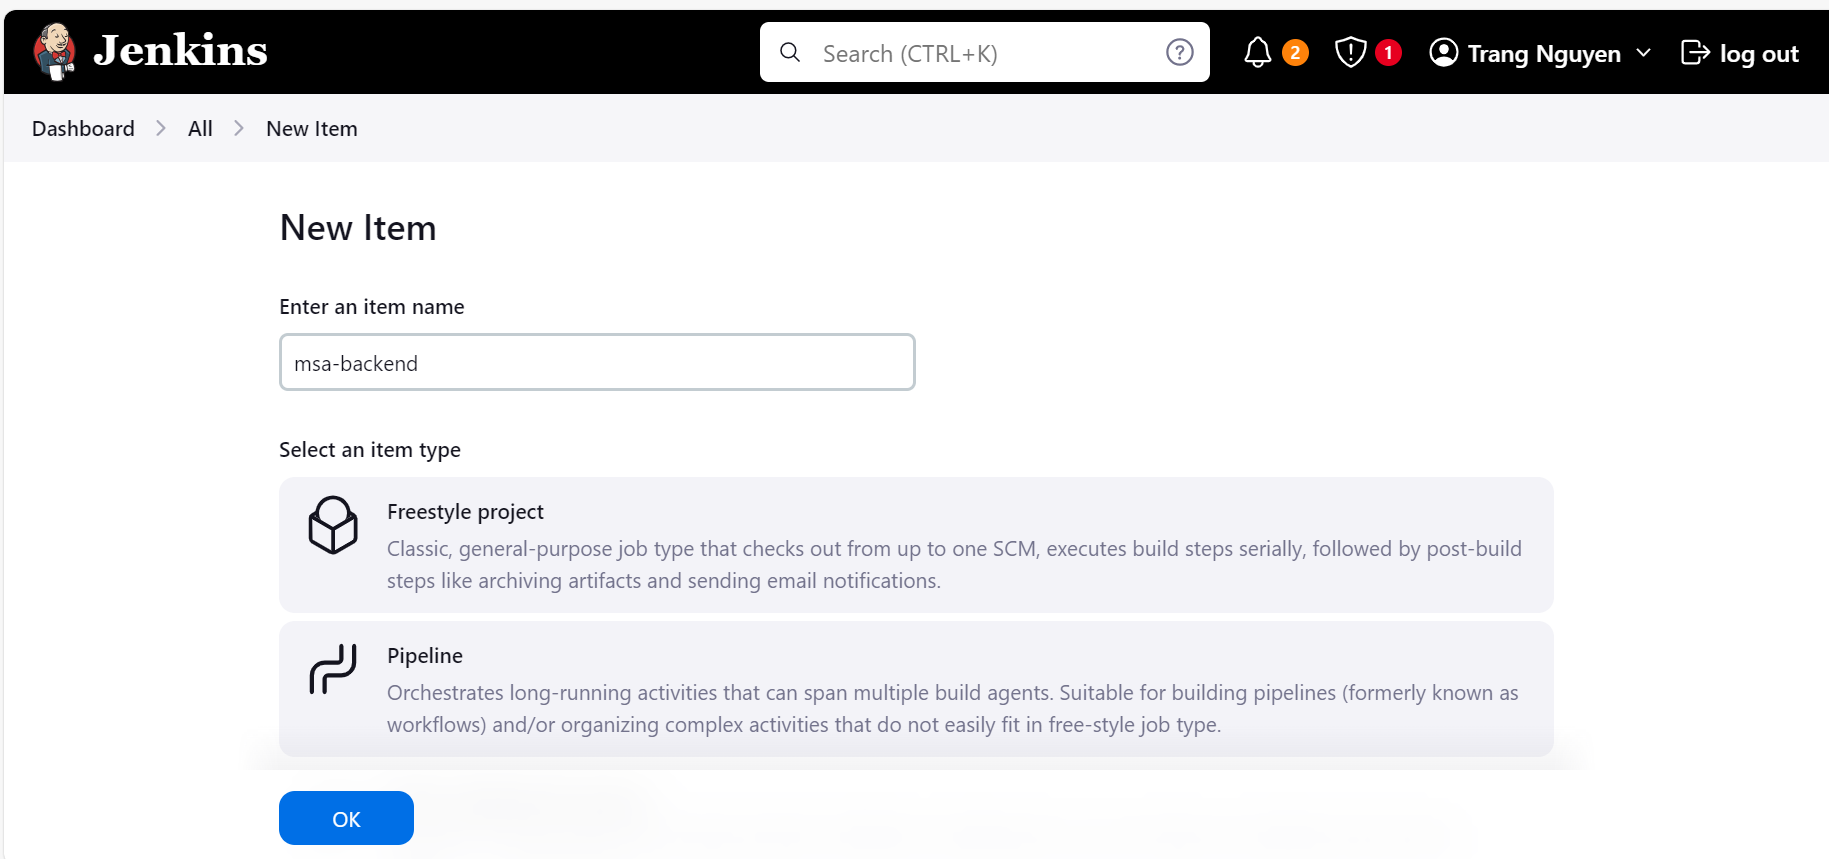 Jenkins
Search (CTRL+K)
?
2
1
Trang Nguyen
log out
Dashboard
All
New Item
New Item
Enter an item name
msa-backend
Select an item type
Freestyle project
Classic, general-purpose job type that checks out from up to one SCM, executes build steps serially, followed by post-build
steps like archiving artifacts and sending email notifications.
Pipeline
Orchestrates long-running activities that can span multiple build agents. Suitable for building pipelines (formerly known as
workflows) and/or organizing complex activities that do not easily fit in free-style job type.
OK